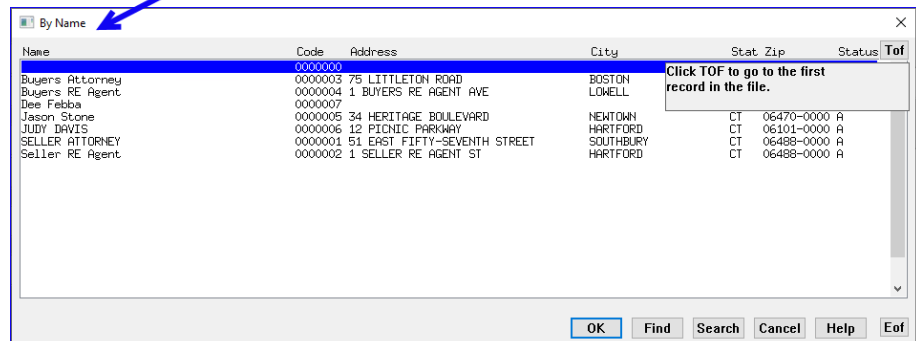 By Name
Name Code Address City Stat Zip Status Tof
0000000
Click TOF to go to the first
record in the file.
Buyers Attorney 0000003 75 LITTLETON ROAD BOSTON
Buyers RE Agent 0000004 1 BUYERS RE AGENT AVE LOWELL
Dee Febba 0000007
Jason Stone 0000005 34 HERITAGE BOULEVARD NEWTOWN CT 06470-0000 A
JUDY DAVIS 0000006 12 PICNIC PARKWAY HARTFORD CT 06101-0000 A
SELLER ATTORNEY 0000001 51 EAST FIFTY-SEVENTH STREET SOUTHBURY CT 06488-0000 A
Seller RE Agent 0000002 1 SELLER RE AGENT ST HARTFORD CT 06488-0000 A
OK Find Search Cancel Help Eof